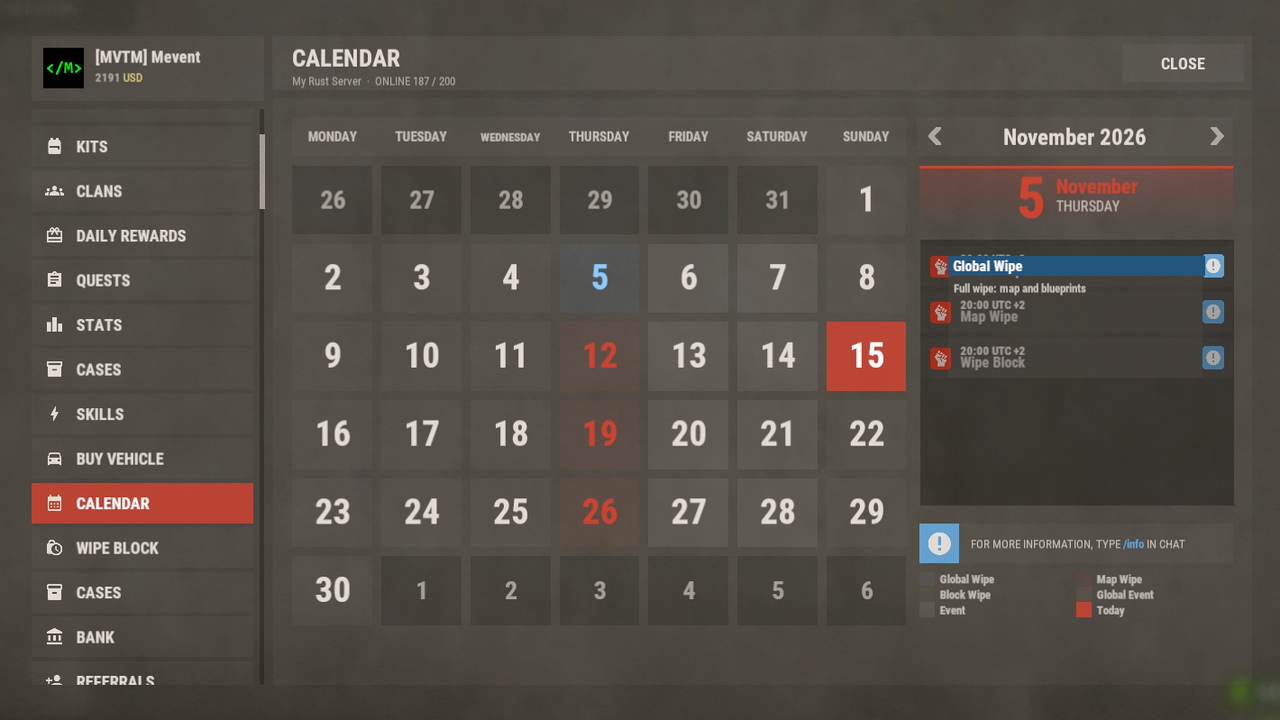 </M>
[MVTM] Mevent
2191 USD
KITS
CLANS
DAILY REWARDS
QUESTS
STATS
CASES
SKILLS
BUY VEHICLE
CALENDAR
WIPE BLOCK
CASES
BANK
REFERRALS
CALENDAR
My Rust Server · ONLINE 187 / 200
CLOSE
MONDAY TUESDAY WEDNESDAY THURSDAY FRIDAY SATURDAY SUNDAY
26 27 28 29 30 31 1
2 3 4 5 6 7 8
9 10 11 12 13 14 15
16 17 18 19 20 21 22
23 24 25 26 27 28 29
30 1 2 3 4 5 6
November 2026
5 November
THURSDAY
Global Wipe
Full wipe: map and blueprints
20:00 UTC +2
Map Wipe
20:00 UTC +2
Wipe Block
FOR MORE INFORMATION, TYPE /info IN CHAT
Global Wipe Map Wipe
Block Wipe Global Event
Event Today